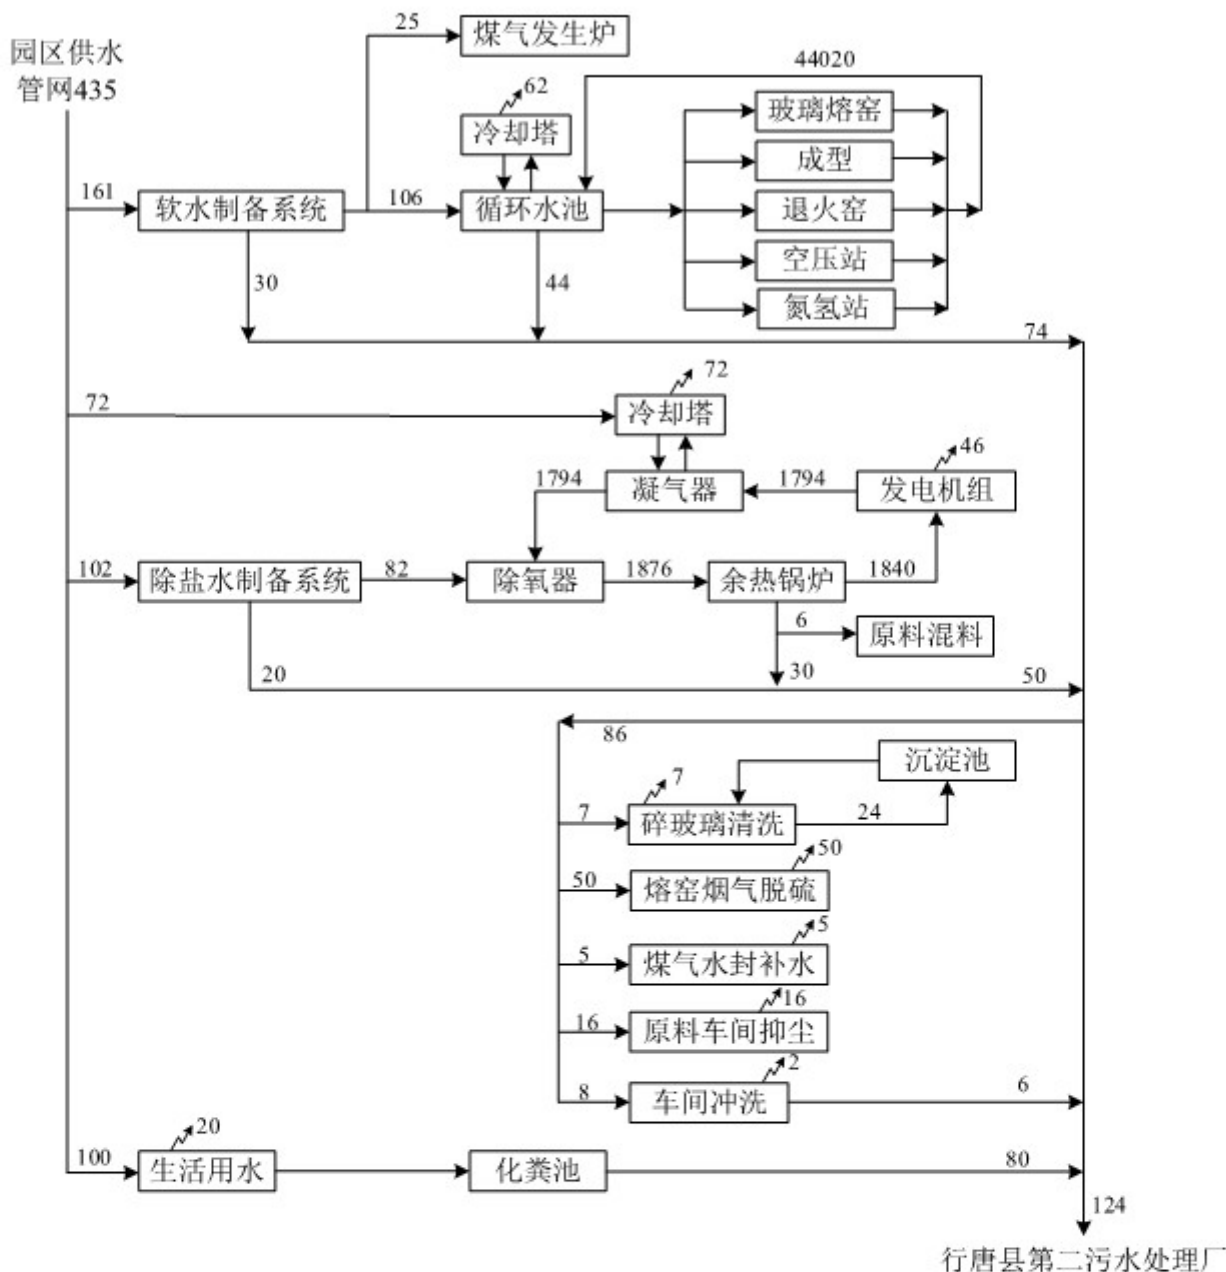 25
煤气发生炉
园区供水
管网435
44020
62
冷却塔
玻璃熔窑
成型
161
软水制备系统
106
循环水池
退火窑
空压站
30
44
氮氢站
74
72
72
冷却塔
46
1794
凝气器
1794
发电机组
102
除盐水制备系统
82
除氧器
1876
余热锅炉
1840
6
原料混料
20
30
50
86
沉淀池
7
7
碎玻璃清洗
24
50
50
熔窑烟气脱硫
5
5
煤气水封补水
16
16
原料车间抑尘
2
8
车间冲洗
6
20
100
生活用水
化粪池
80
124
行唐县第二污水处理厂